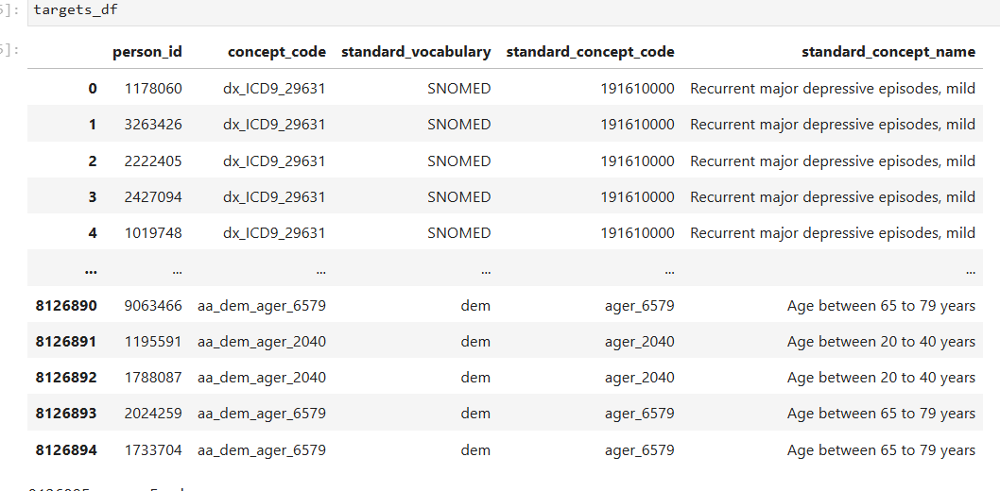 5]: targets_df
5]:
person_id concept_code standard_vocabulary standard_concept_code standard_concept_name
0 1178060 dx_ICD9_29631 SNOMED 191610000 Recurrent major depressive episodes, mild
1 3263426 dx_ICD9_29631 SNOMED 191610000 Recurrent major depressive episodes, mild
2 2222405 dx_ICD9_29631 SNOMED 191610000 Recurrent major depressive episodes, mild
3 2427094 dx_ICD9_29631 SNOMED 191610000 Recurrent major depressive episodes, mild
4 1019748 dx_ICD9_29631 SNOMED 191610000 Recurrent major depressive episodes, mild
... ... ... ... ... ...
8126890 9063466 aa_dem_ager_6579 dem ager_6579 Age between 65 to 79 years
8126891 1195591 aa_dem_ager_2040 dem ager_2040 Age between 20 to 40 years
8126892 1788087 aa_dem_ager_2040 dem ager_2040 Age between 20 to 40 years
8126893 2024259 aa_dem_ager_6579 dem ager_6579 Age between 65 to 79 years
8126894 1733704 aa_dem_ager_6579 dem ager_6579 Age between 65 to 79 years